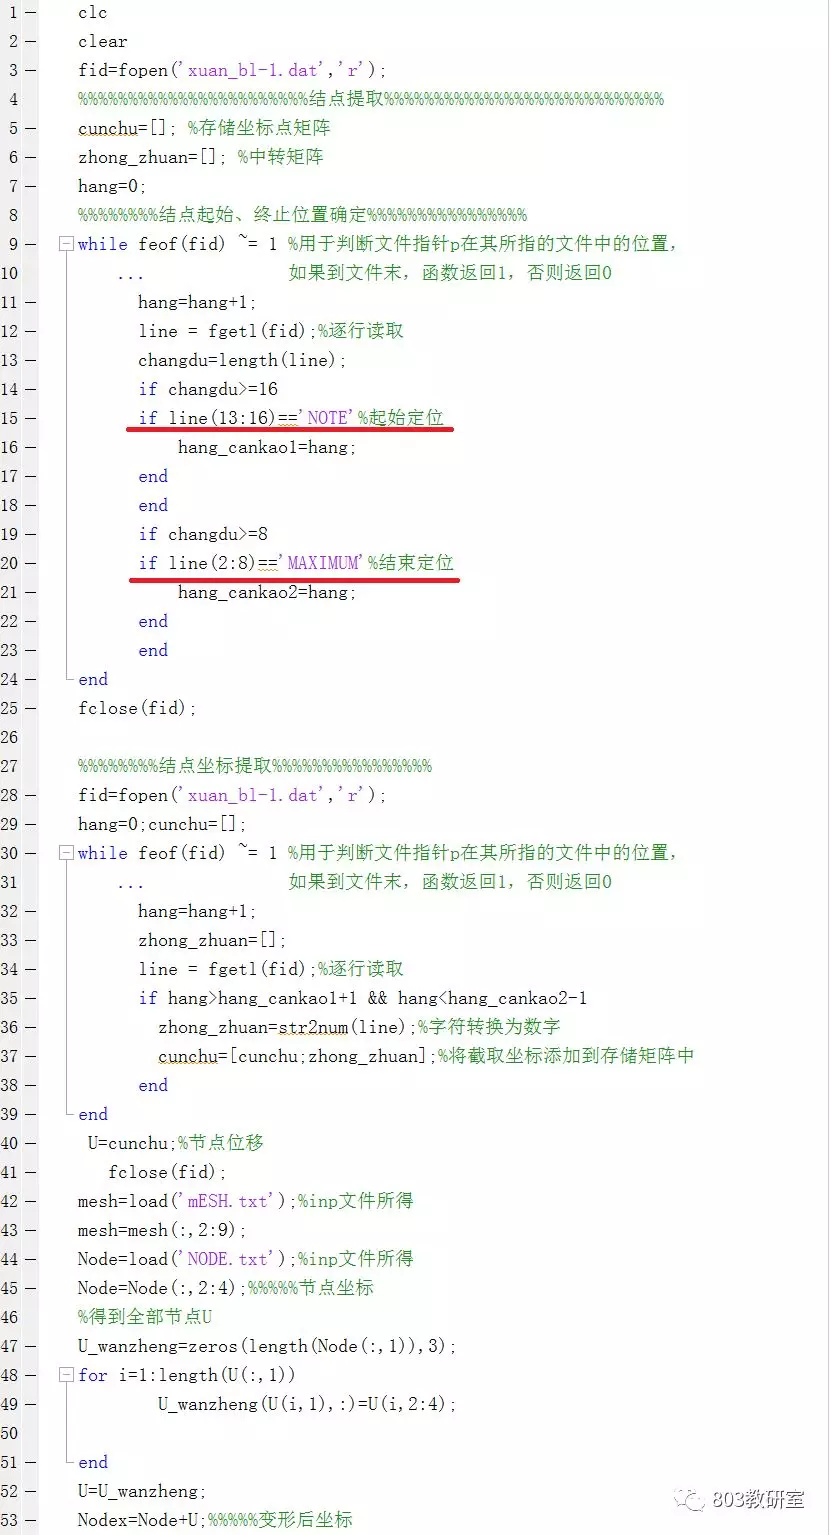 1 clc
2 clear
3 fid=fopen('xuan_bl-1.dat','r');
4 %%%%%%%%%%%%%%%%%%%%%%%结点提取%%%%%%%%%%%%%%%%%%%%%%%%%%%%
5 cunchu=[]; %存储坐标点矩阵
6 zhong_zhuan=[]; %中转矩阵
7 hang=0;
8 %%%%%%%%结点起始、终止位置确定%%%%%%%%%%%%%%%%
9 while feof(fid) ~= 1 %用于判断文件指针p在其所指的文件中的位置，
10 ... 如果到文件末，函数返回1，否则返回0
11 hang=hang+1;
12 line = fgetl(fid);%逐行读取
13 changdu=length(line);
14 if changdu>=16
15 if line(13:16)=='NOTE'%起始定位
16 hang_cankao1=hang;
17 end
18 end
19 if changdu>=8
20 if line(2:8)=='MAXIMUM'%结束定位
21 hang_cankao2=hang;
22 end
23 end
24 end
25 fclose(fid);
26
27 %%%%%%%%结点坐标提取%%%%%%%%%%%%%%%%
28 fid=fopen('xuan_bl-1.dat','r');
29 hang=0;cunchu=[];
30 while feof(fid) ~= 1 %用于判断文件指针p在其所指的文件中的位置，
31 ... 如果到文件末，函数返回1，否则返回0
32 hang=hang+1;
33 zhong_zhuan=[];
34 line = fgetl(fid);%逐行读取
35 if hang>hang_cankao1+1 && hang<hang_cankao2-1
36 zhong_zhuan=str2num(line);%字符转换为数字
37 cunchu=[cunchu;zhong_zhuan];%将截取坐标添加到存储矩阵中
38 end
39 end
40 U=cunchu;%节点位移
41 fclose(fid);
42 mesh=load('mESH.txt');%inp文件所得
43 mesh=mesh(:,2:9);
44 Node=load('NODE.txt');%inp文件所得
45 Node=Node(:,2:4);%%%%%节点坐标
46 %得到全部节点U
47 U_wanzheng=zeros(length(Node(:,1)),3);
48 for i=1:length(U(:,1))
49 U_wanzheng(U(i,1),:)=U(i,2:4);
50
51 end
52 U=U_wanzheng;
53 Nodex=Node+U;%%%%%变形后坐标
803教研室